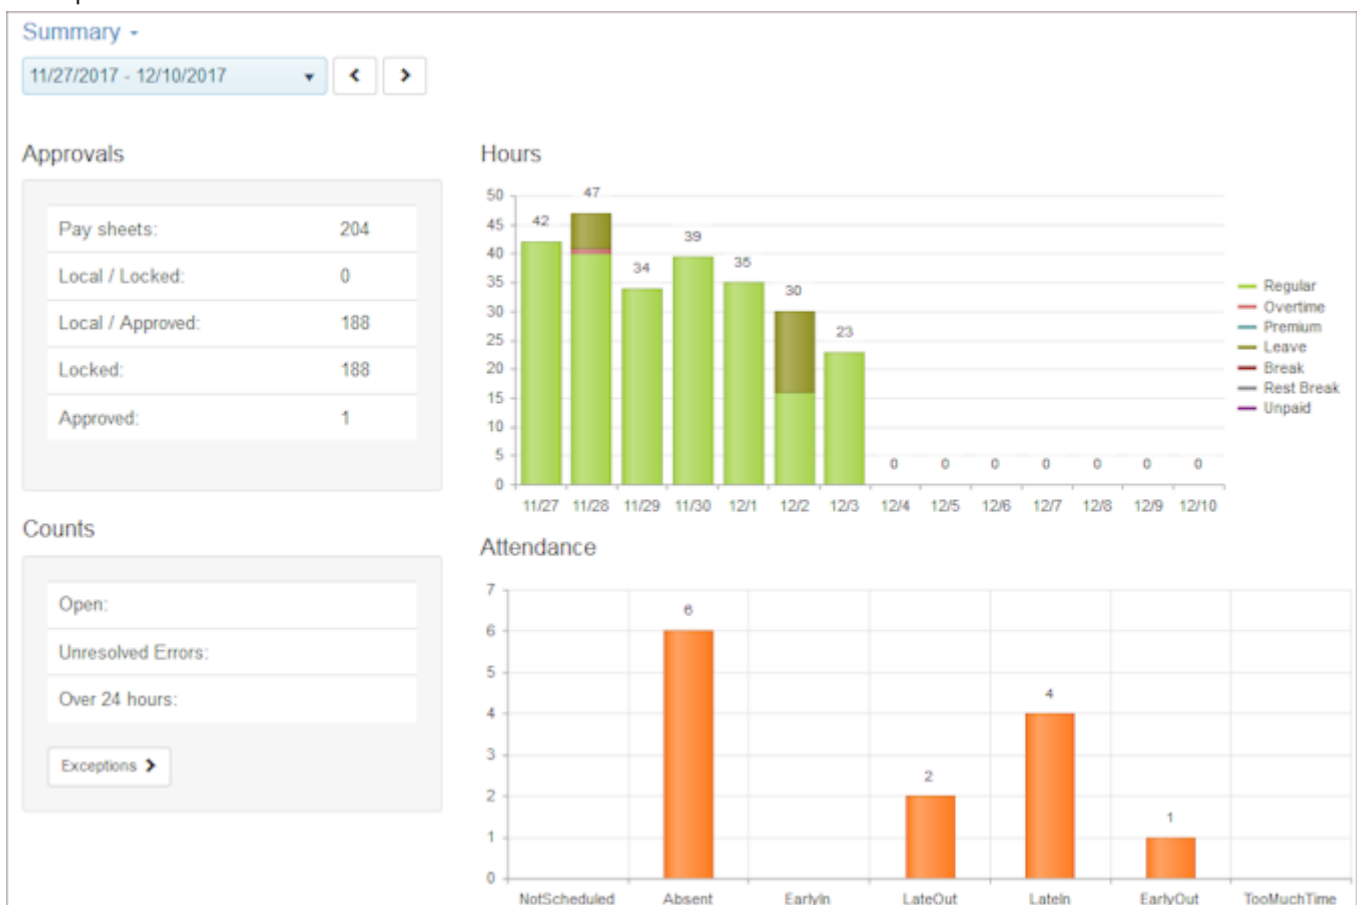 Summary
11/27/2017 - 12/10/2017
Approvals
Pay sheets: 204
Local / Locked: 0
Local / Approved: 188
Locked: 188
Approved: 1
Counts
Open:
Unresolved Errors:
Over 24 hours:
Exceptions
Hours
50
45
40
35
30
25
20
15
10
5
0
42 47 34 39 35 30 23 0 0 0 0 0 0 0
11/27 11/28 11/29 11/30 12/1 12/2 12/3 12/4 12/5 12/6 12/7 12/8 12/9 12/10
Regular
Overtime
Premium
Leave
Break
Rest Break
Unpaid
Attendance
7
6
5
4
3
2
1
0
6 2 4 1
NotScheduled Absent EarlyIn LateOut LateIn EarlyOut TooMuchTime